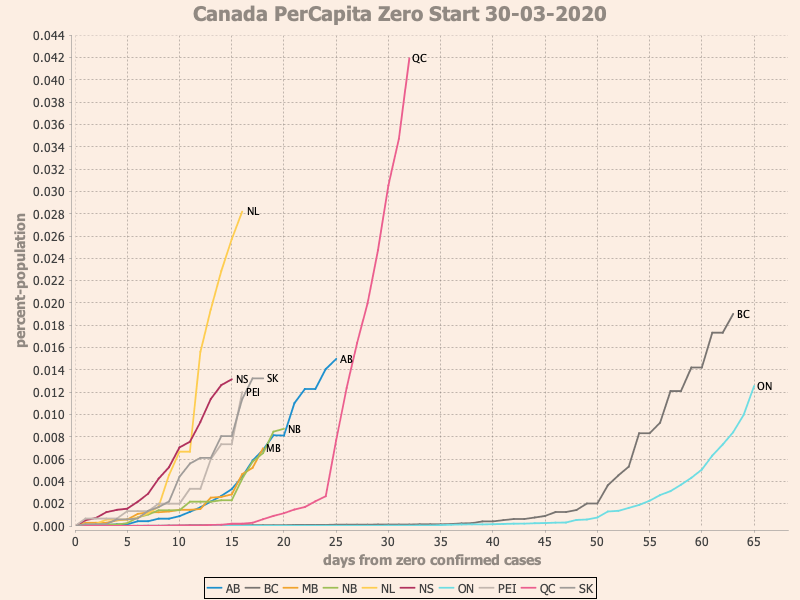 Canada PerCapita Zero Start 30-03-2020
percent-population
0.044
0.042
0.040
0.038
0.036
0.034
0.032
0.030
0.028
0.026
0.024
0.022
0.020
0.018
0.016
0.014
0.012
0.010
0.008
0.006
0.004
0.002
0.000
QC
NL
BC
AB
NS
SK
PEI
ON
NB
MB
0 5 10 15 20 25 30 35 40 45 50 55 60 65
days from zero confirmed cases
AB BC MB NB NL NS ON PEI QC SK